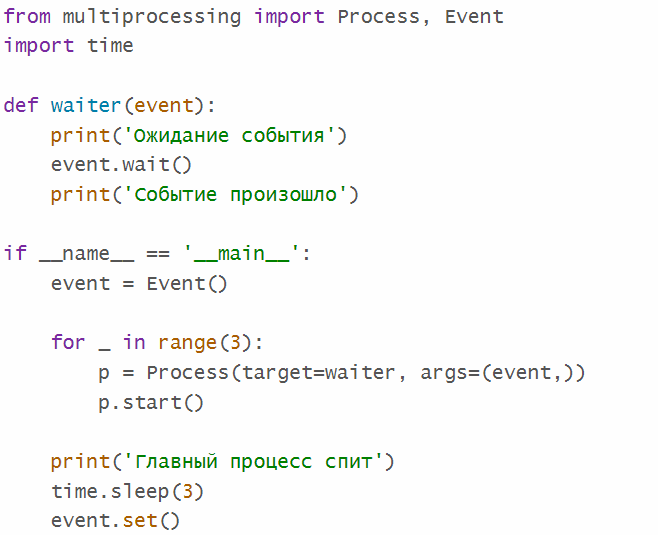 from multiprocessing import Process, Event
import time

def waiter(event):
    print('Ожидание события')
    event.wait()
    print('Событие произошло')

if __name__ == '__main__':
    event = Event()

    for _ in range(3):
        p = Process(target=waiter, args=(event,))
        p.start()

    print('Главный процесс спит')
    time.sleep(3)
    event.set()